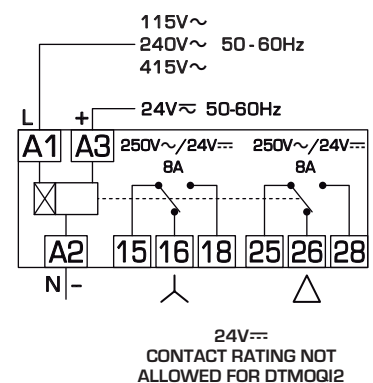 115V~
240V~ 50-60Hz
415V~
24V≂ 50-60Hz
L +
A1 A3 250V~/24V⎓ 250V~/24V⎓
8A 8A
A2 15 16 18 25 26 28
N -
24V⎓
CONTACT RATING NOT
ALLOWED FOR DTMOQI2